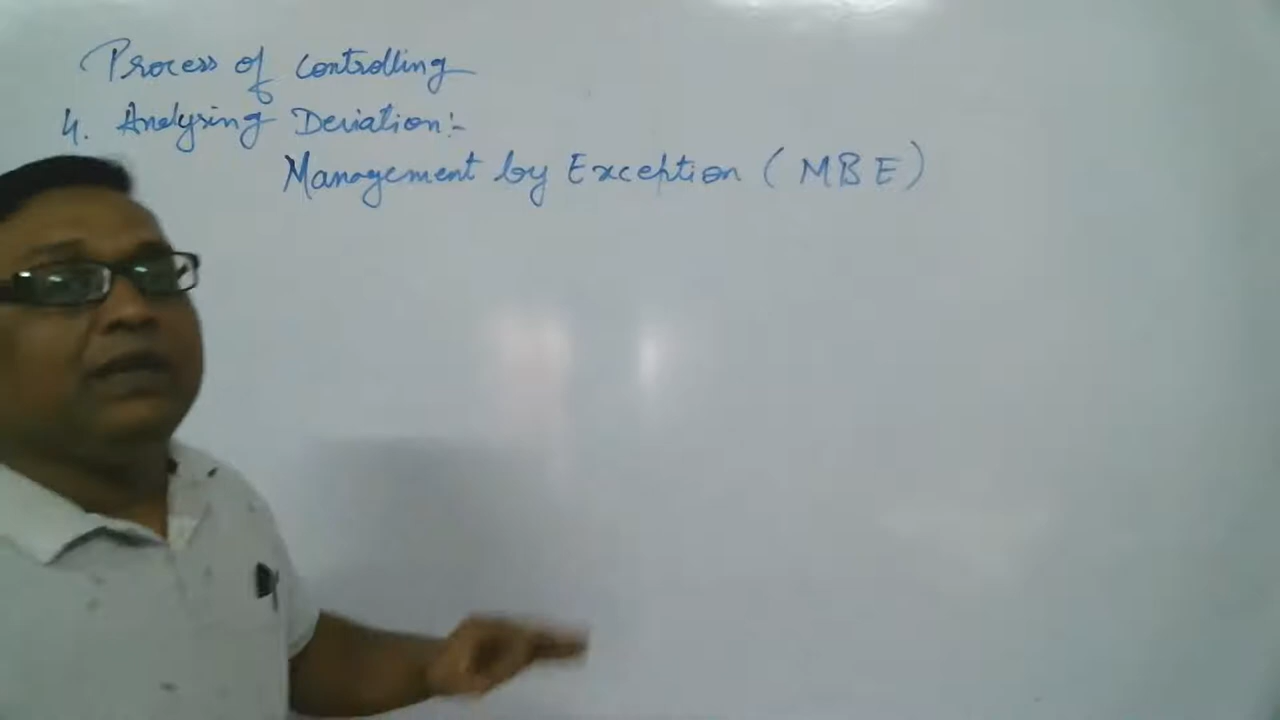 Process of Controlling
4. Analysing Deviation:-
Management by Exception (MBE)